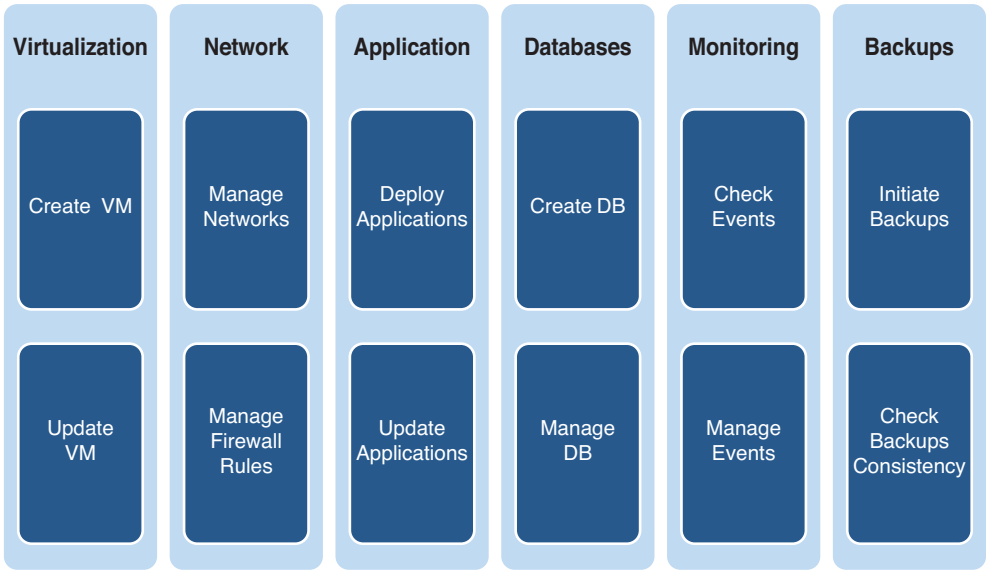 Virtualization
Network
Application
Databases
Monitoring
Backups
Create VM
Manage
Networks
Deploy
Applications
Create DB
Check
Events
Initiate
Backups
Update
VM
Manage
Firewall
Rules
Update
Applications
Manage
DB
Manage
Events
Check
Backups
Consistency